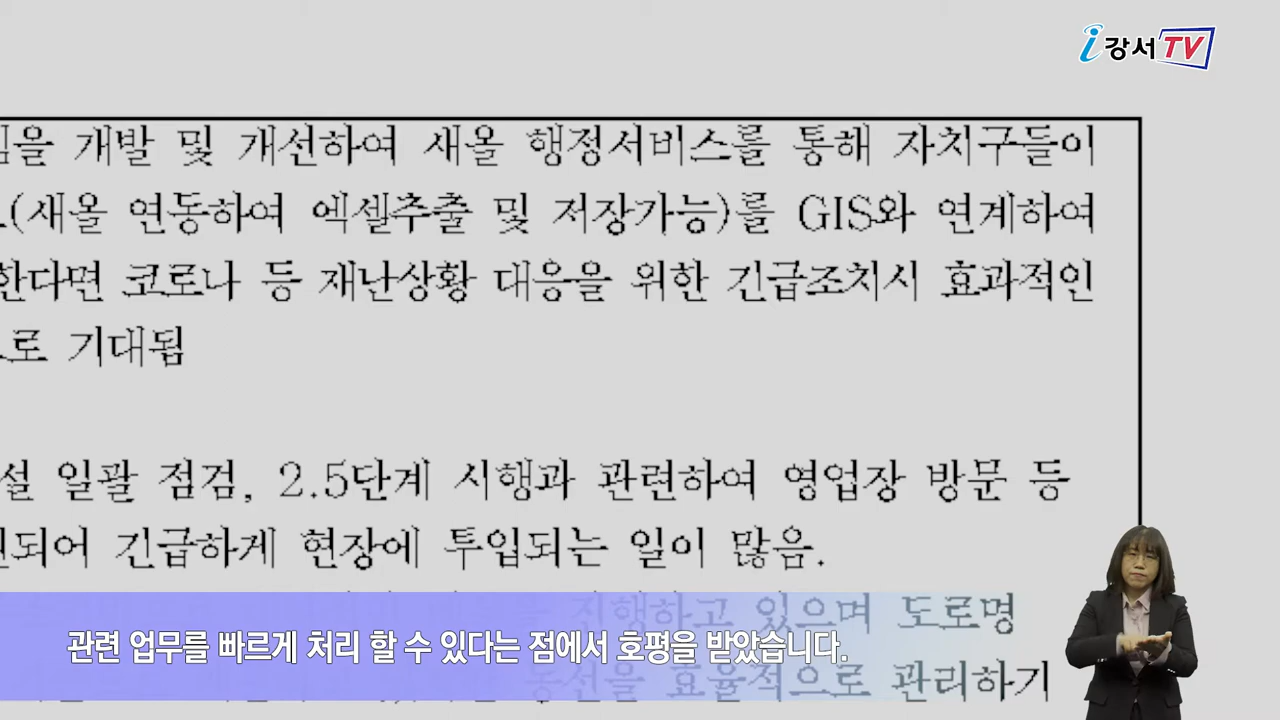 i강서TV
개발 및 개선하여 새올 행정서비스를 통해 자치구들이
(새올 연동하여 엑셀추출 및 저장가능)를 GIS와 연계하여
한다면 코로나 등 재난상황 대응을 위한 긴급조치시 효과적인
로 기대됨
설 일괄 점검, 2.5단계 시행과 관련하여 영업장 방문 등
되어 긴급하게 현장에 투입되는 일이 많음.
진행하고 있으며 도로명
관련 업무를 빠르게 처리 할 수 있다는 점에서 호평을 받았습니다.
동선을 효율적으로 관리하기